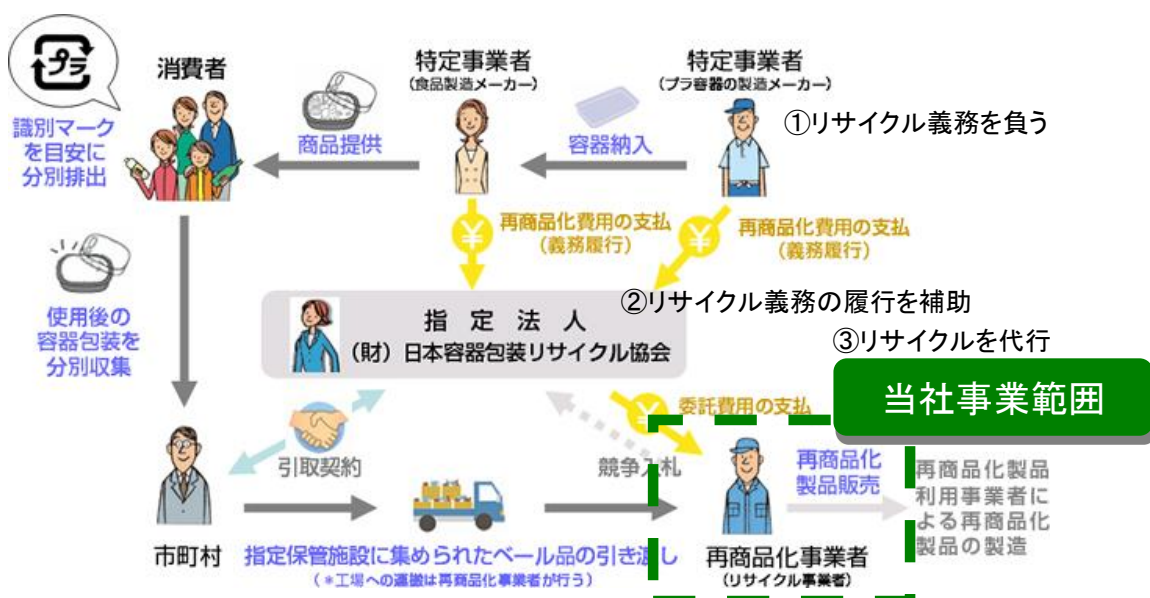 プラ
識別マーク
を目安に
分別排出
消費者
商品提供
特定事業者
(食品製造メーカー)
容器納入
特定事業者
(プラ容器の製造メーカー)
①リサイクル義務を負う
¥
再商品化費用の支払
(義務履行)
¥
再商品化費用の支払
(義務履行)
②リサイクル義務の履行を補助
指定法人
(財)日本容器包装リサイクル協会
③リサイクルを代行
当社事業範囲
使用後の
容器包装を
分別収集
引取契約
競争入札
¥
委託費用の支払
市町村
指定保管施設に集められたベール品の引き渡し
(*工場への運搬は再商品化事業者が行う)
再商品化事業者
(リサイクル事業者)
再商品化
製品販売
再商品化製品
利用事業者に
よる再商品化
製品の製造